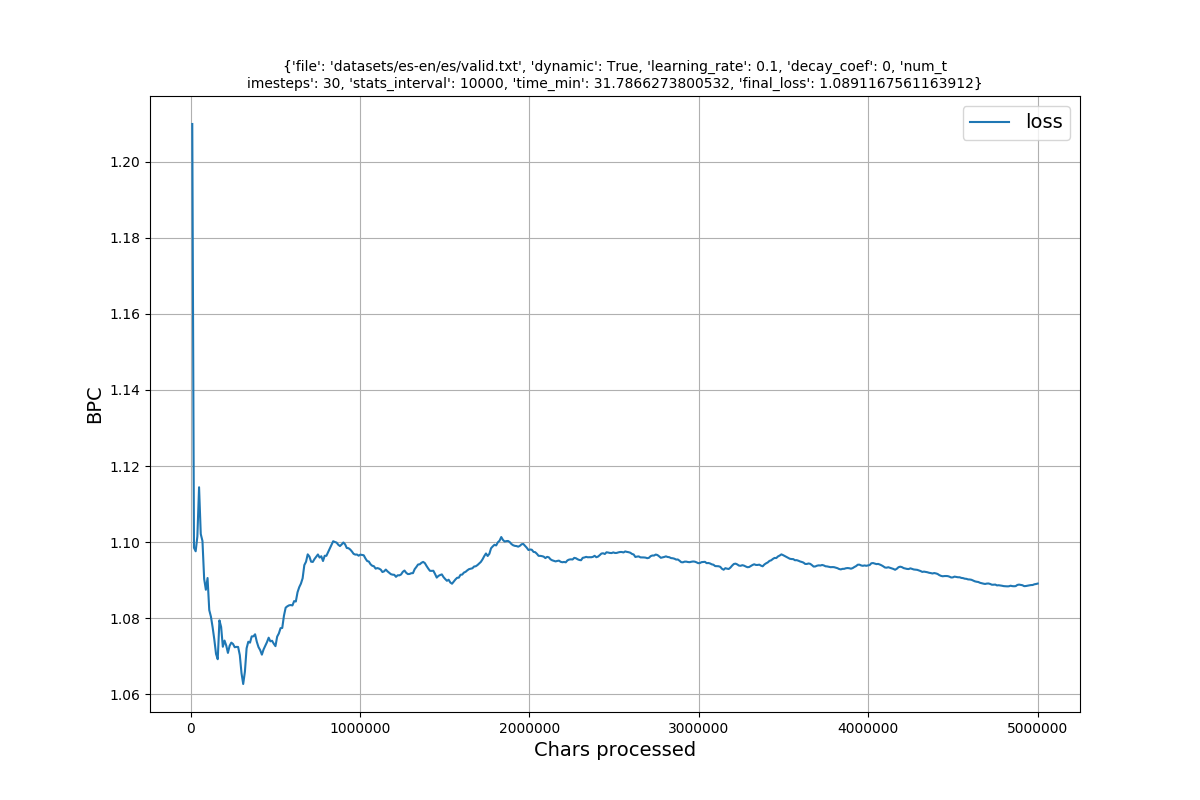 {'file': 'datasets/es-en/es/valid.txt', 'dynamic': True, 'learning_rate': 0.1, 'decay_coef': 0, 'num_t
imesteps': 30, 'stats_interval': 10000, 'time_min': 31.7866273800532, 'final_loss': 1.0891167561163912}
loss
1.20
1.18
1.16
1.14
1.12
1.10
1.08
1.06
BPC
0 1000000 2000000 3000000 4000000 5000000
Chars processed